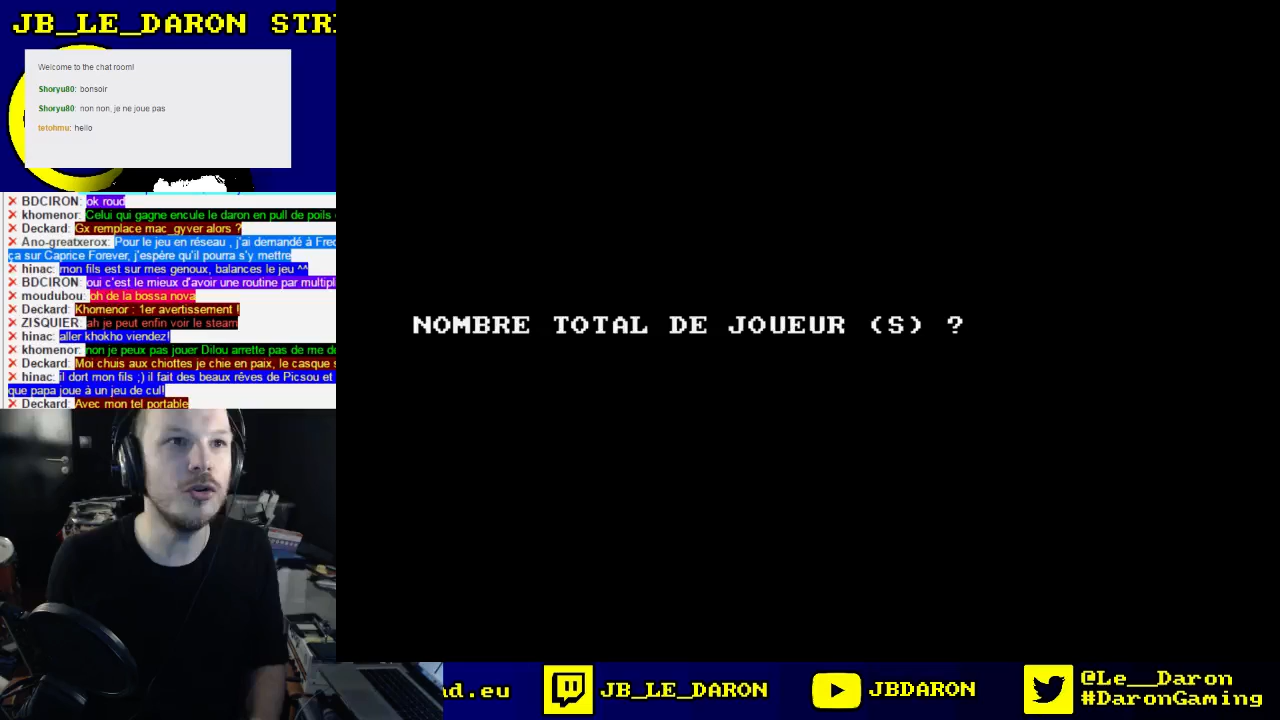 JB_LE_DARON STR
Welcome to the chat room!
Shoryu80: bonsoir
Shoryu80: non non, je ne joue pas
tetohmu: hello
BDCIRON: ok roud
khomenor: Celui qui gagne encule le daron en pull de poils
Deckard: Gx remplace mac_gyver alors ?
Ano-greatxerox: Pour le jeu en réseau , j'ai demandé à Fred
ça sur Caprice Forever, j'espère qu'il pourra s'y mettre
hinac: mon fils est sur mes genoux, balances le jeu ^^
BDCIRON: oui c'est le mieux d'avoir une routine par multipl
moudubou: oh de la bossa nova
Deckard: Khomenor : 1er avertissement !
ZISQUIER: ah je peut enfin voir le steam
hinac: aller khokho viendez!
khomenor: non je peux pas jouer Dilou arrette pas de me d
Deckard: Moi chuis aux chiottes je chie en paix, le casque s
hinac: il dort mon fils ;) il fait des beaux rêves de Picsou et
que papa joue à un jeu de cul!
Deckard: Avec mon tel portable
NOMBRE TOTAL DE JOUEUR (S) ?
d.eu
JB_LE_DARON
JBDARON
@Le__Daron
#DaronGaming